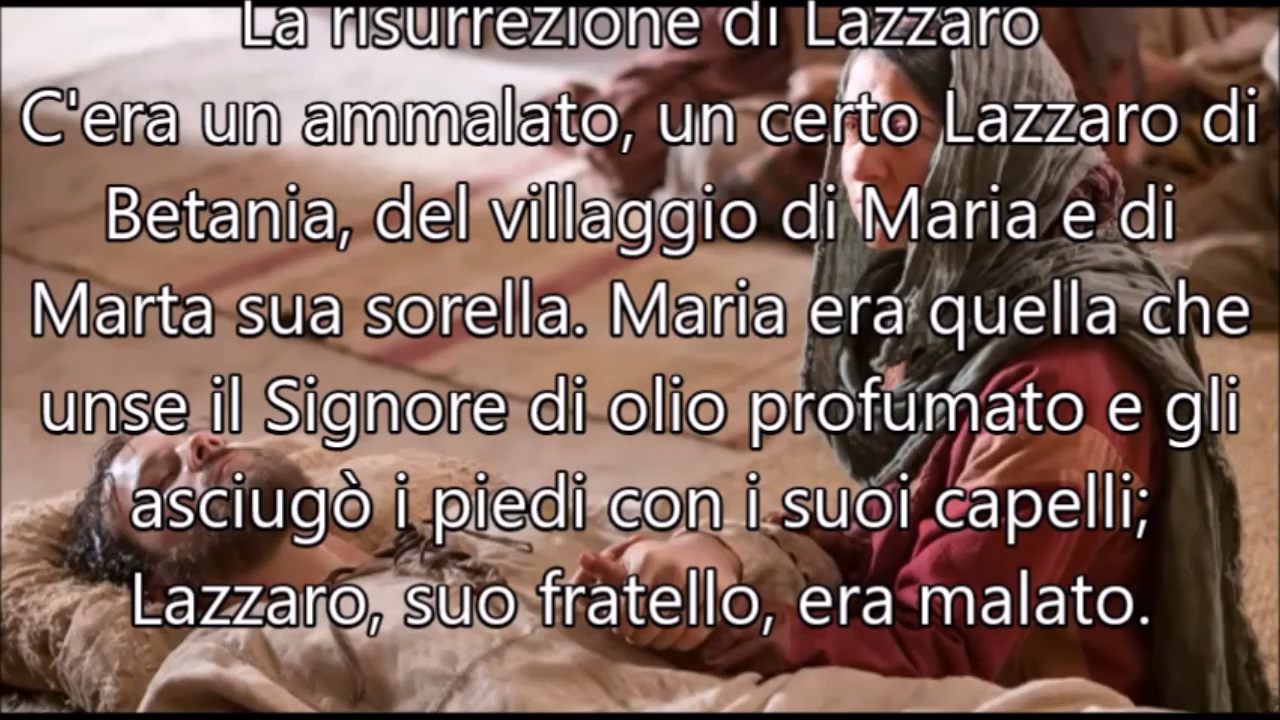 La risurrezione di Lazzaro
C'era un ammalato, un certo Lazzaro di
Betania, del villaggio di Maria e di
Marta sua sorella. Maria era quella che
unse il Signore di olio profumato e gli
asciugò i piedi con i suoi capelli;
Lazzaro, suo fratello, era malato.